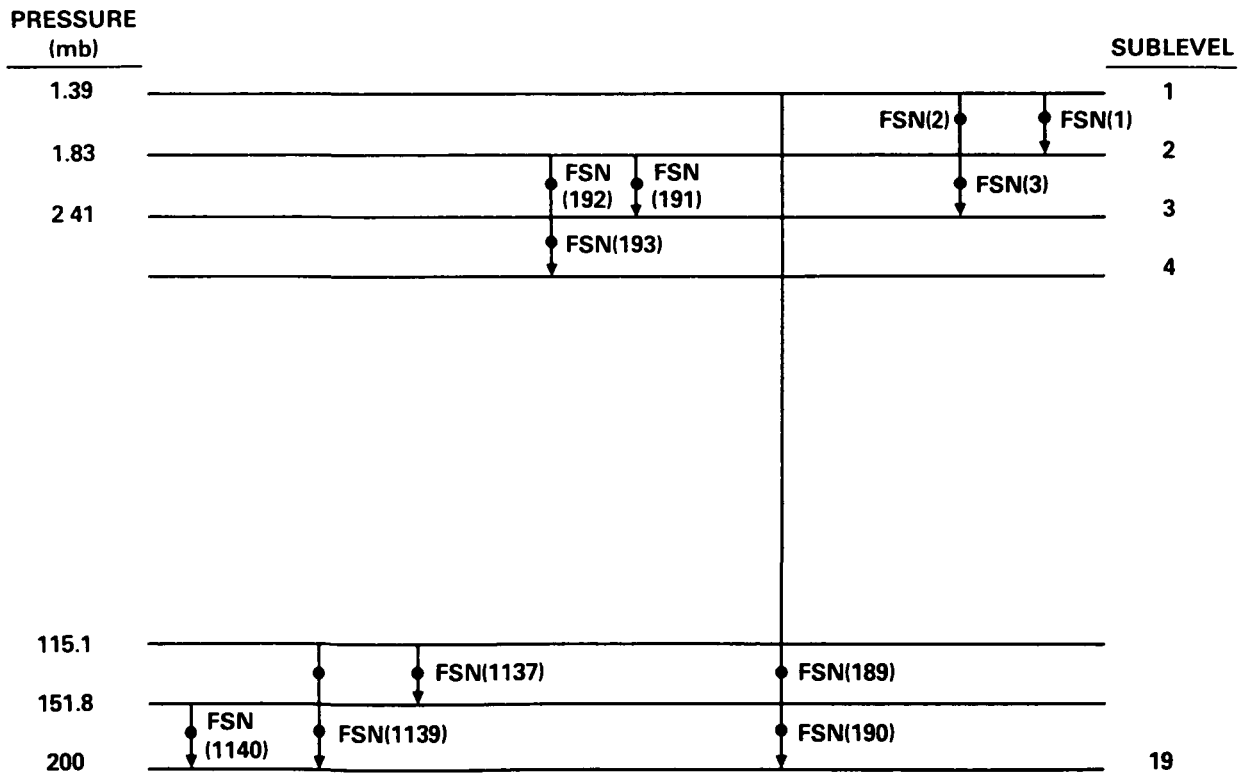 PRESSURE
(mb)
SUBLEVEL
1.39
1
FSN(2)
FSN(1)
1.83
2
FSN
(192)
FSN
(191)
FSN(3)
2 41
3
FSN(193)
4
115.1
FSN(1137)
FSN(189)
151.8
FSN
(1140)
FSN(1139)
FSN(190)
200
19